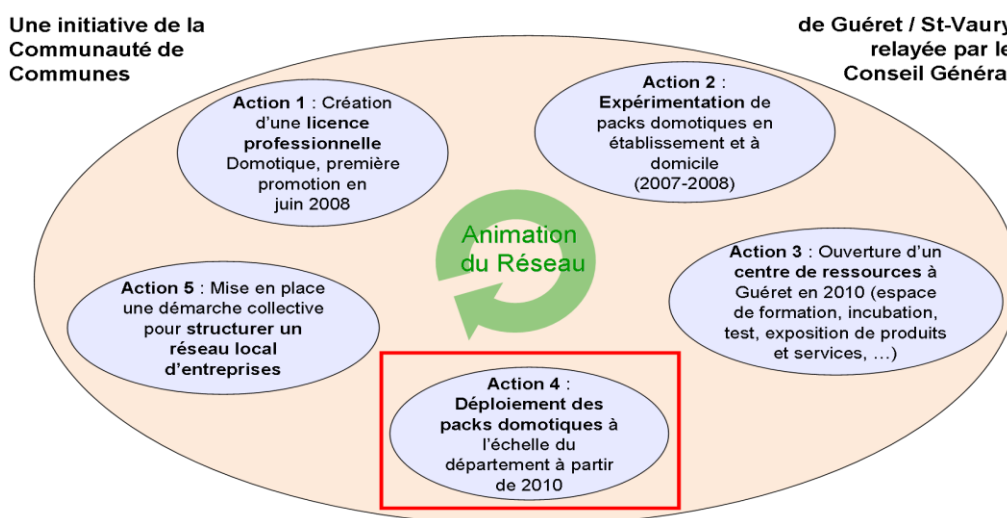 Une initiative de la
Communauté de
Communes
de Guéret / St-Vaury
relayée par le
Conseil Généra
Action 1 : Création
d'une licence
professionnelle
Domotique, première
promotion en
juin 2008
Action 2 :
Expérimentation de
packs domotiques en
établissement et à
domicile
(2007-2008)
Animation
du Réseau
Action 3 : Ouverture d'un
centre de ressources à
Guéret en 2010 (espace
de formation, incubation,
test, exposition de produits
et services, ...)
Action 5 : Mise en place
une démarche collective
pour structurer un
réseau local
d'entreprises
Action 4 :
Déploiement des
packs domotiques à
l'échelle du
département à partir
de 2010